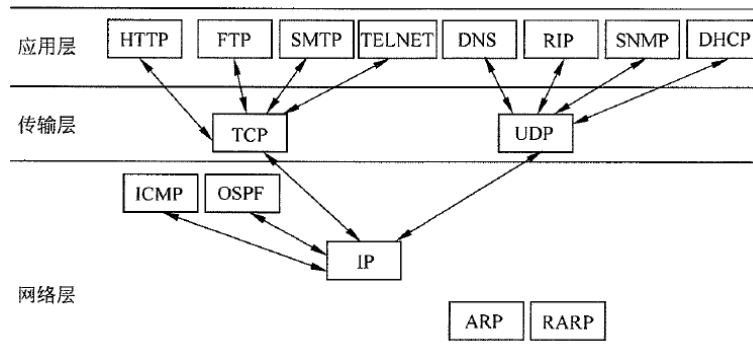 应用层 HTTP FTP SMTP TELNET DNS RIP SNMP DHCP
传输层 TCP UDP
ICMP OSPF
IP
网络层
ARP RARP